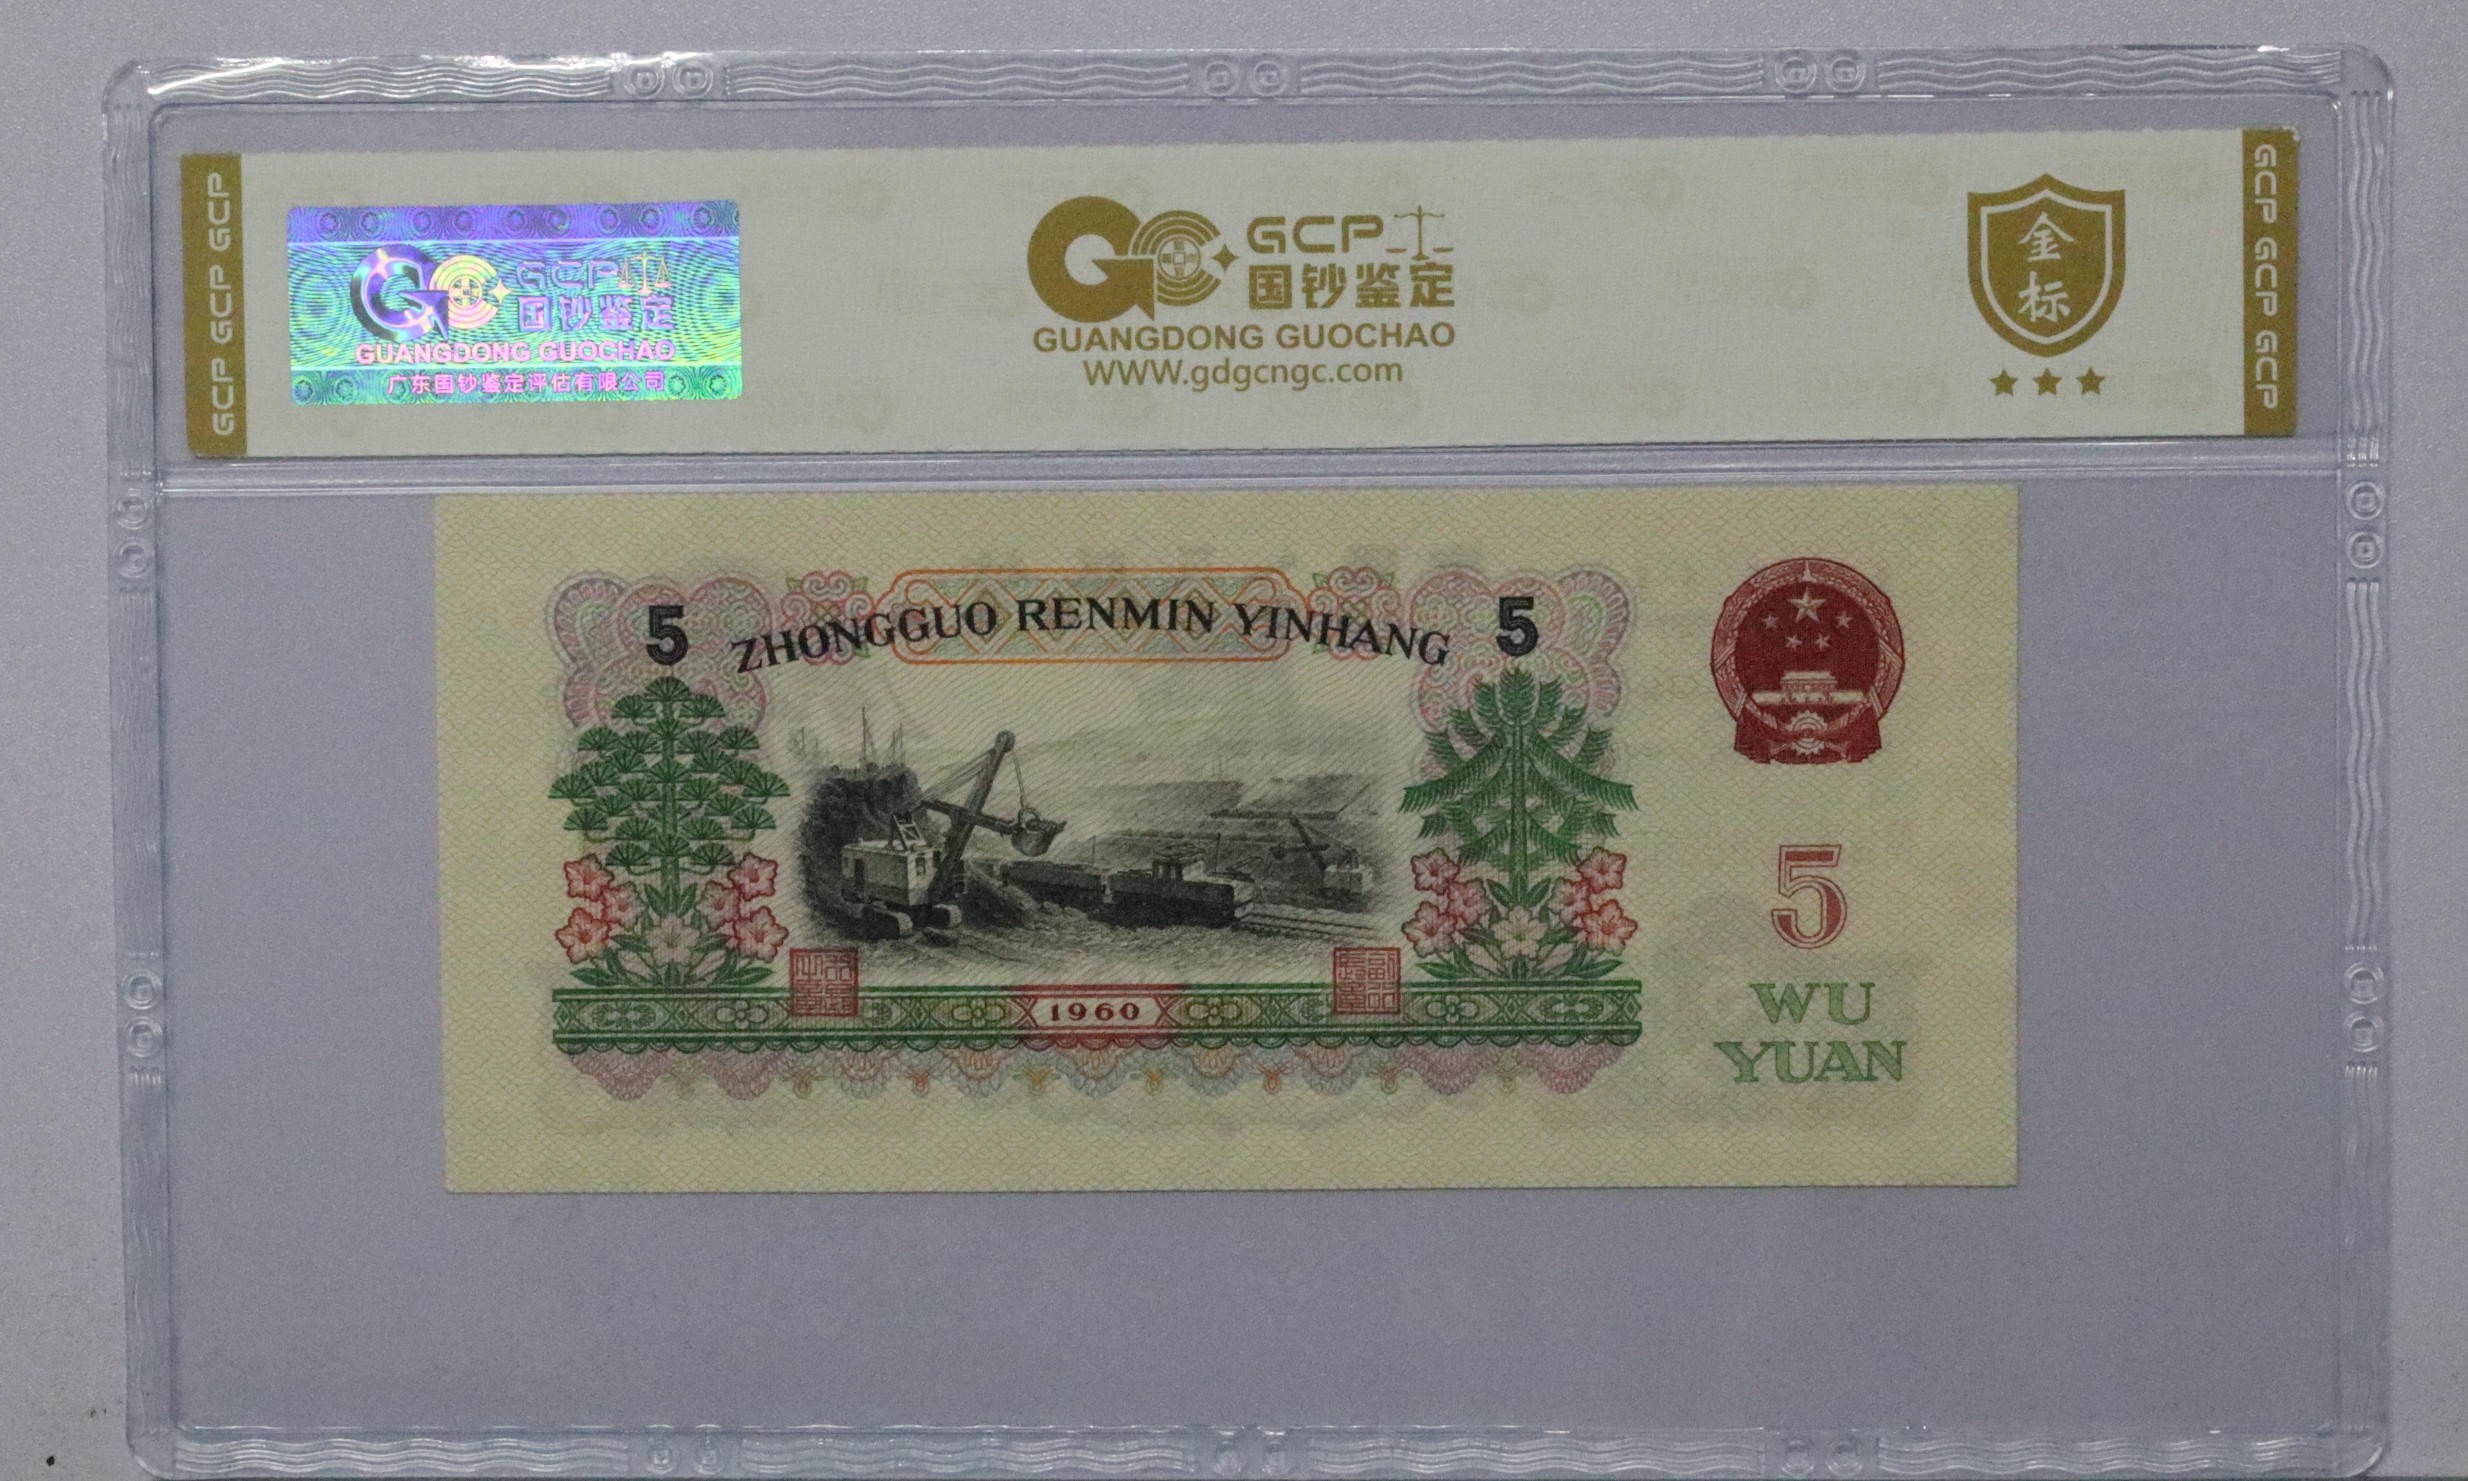 GCP GCP GCP
GCP
国钞鉴定
GUANGDONG GUOCHAO
广东国钞鉴定评估有限公司
GCP
国钞鉴定
GUANGDONG GUOCHAO
WWW.gdgcngc.com
金
标
GCP GCP GCP
5 ZHONGGUO RENMIN YINHANG 5
1960
5
WU
YUAN